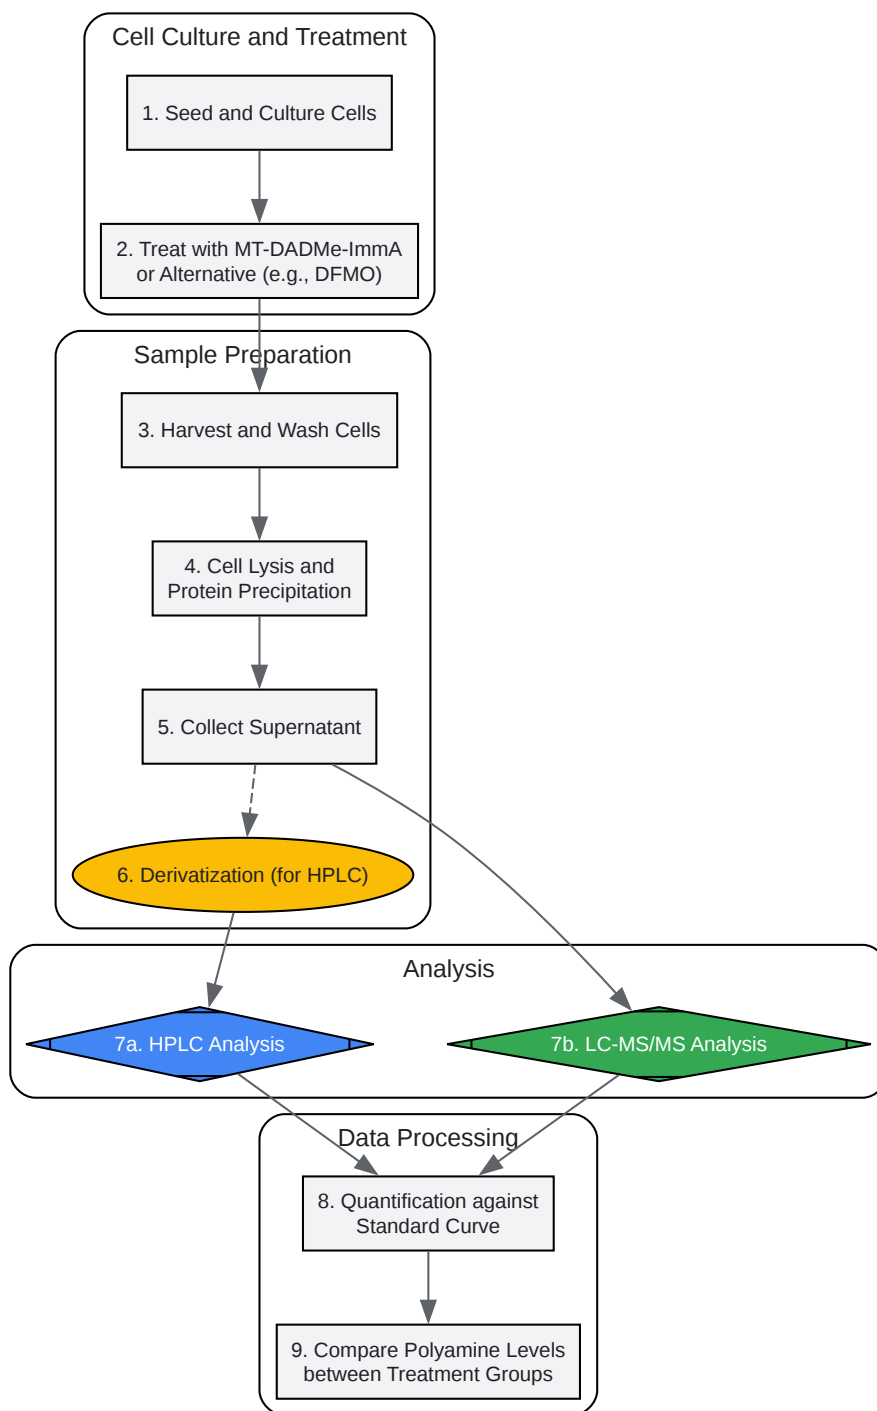 Cell Culture and Treatment
1. Seed and Culture Cells
2. Treat with MT-DADMe-ImmA
or Alternative (e.g., DFMO)
Sample Preparation
3. Harvest and Wash Cells
4. Cell Lysis and
Protein Precipitation
5. Collect Supernatant
6. Derivatization (for HPLC)
Analysis
7a. HPLC Analysis
7b. LC-MS/MS Analysis
Data Processing
8. Quantification against
Standard Curve
9. Compare Polyamine Levels
between Treatment Groups